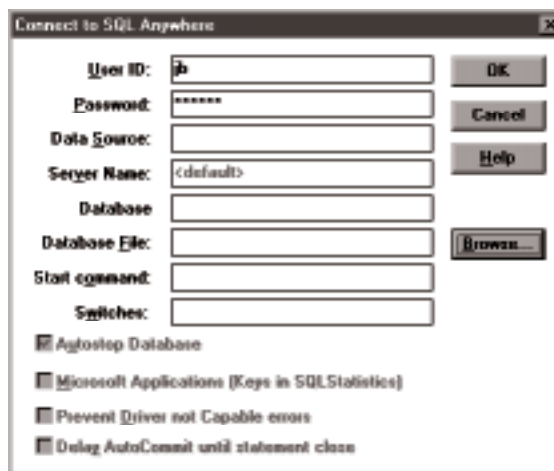 Connect to SQL Anywhere
User ID: jb
Password: ******
Data Source:
Server Name: <default>
Database
Database File:
Start command:
Switches:
OK
Cancel
Help
Browse...
Autostop Database
Microsoft Applications (Keys in SQLStatistics)
Prevent Driver not Capable errors
Delay AutoCommit until statement close